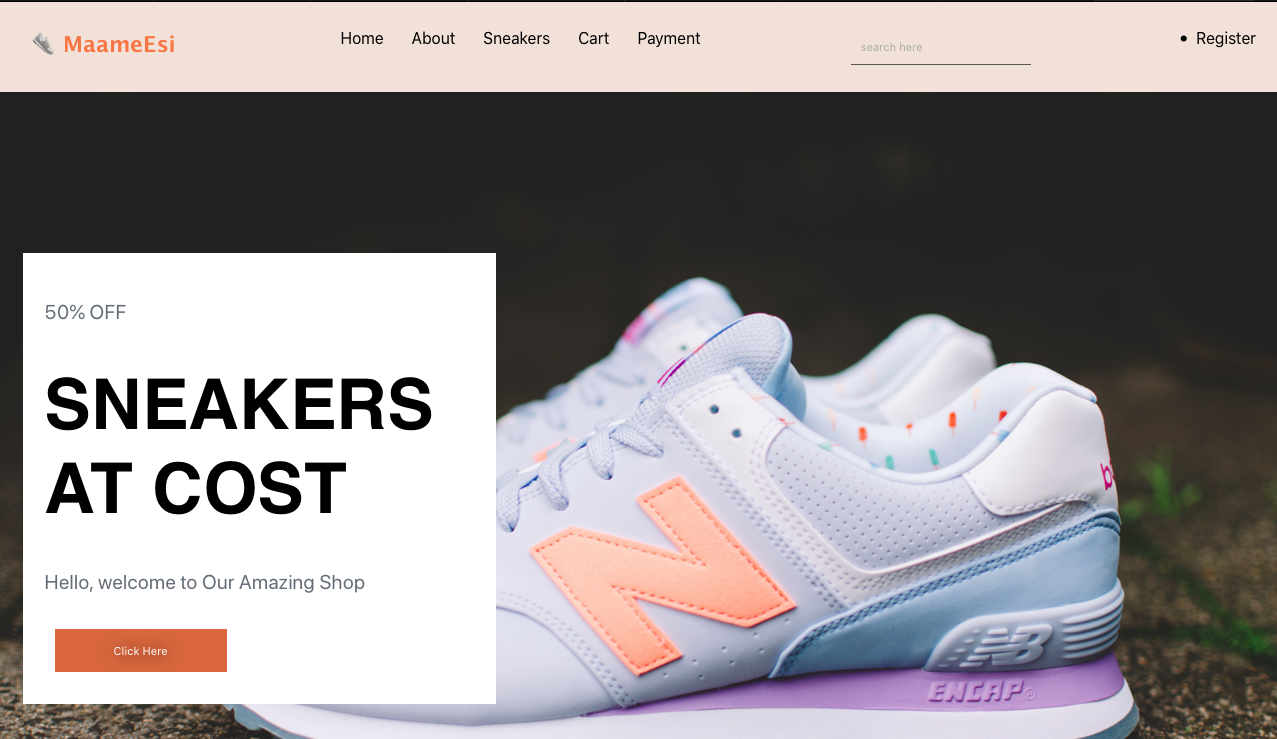 MaameEsi
Home About Sneakers Cart Payment
search here
Register
50% OFF
SNEAKERS
AT COST
Hello, welcome to Our Amazing Shop
Click Here
N
NB
ENCAP